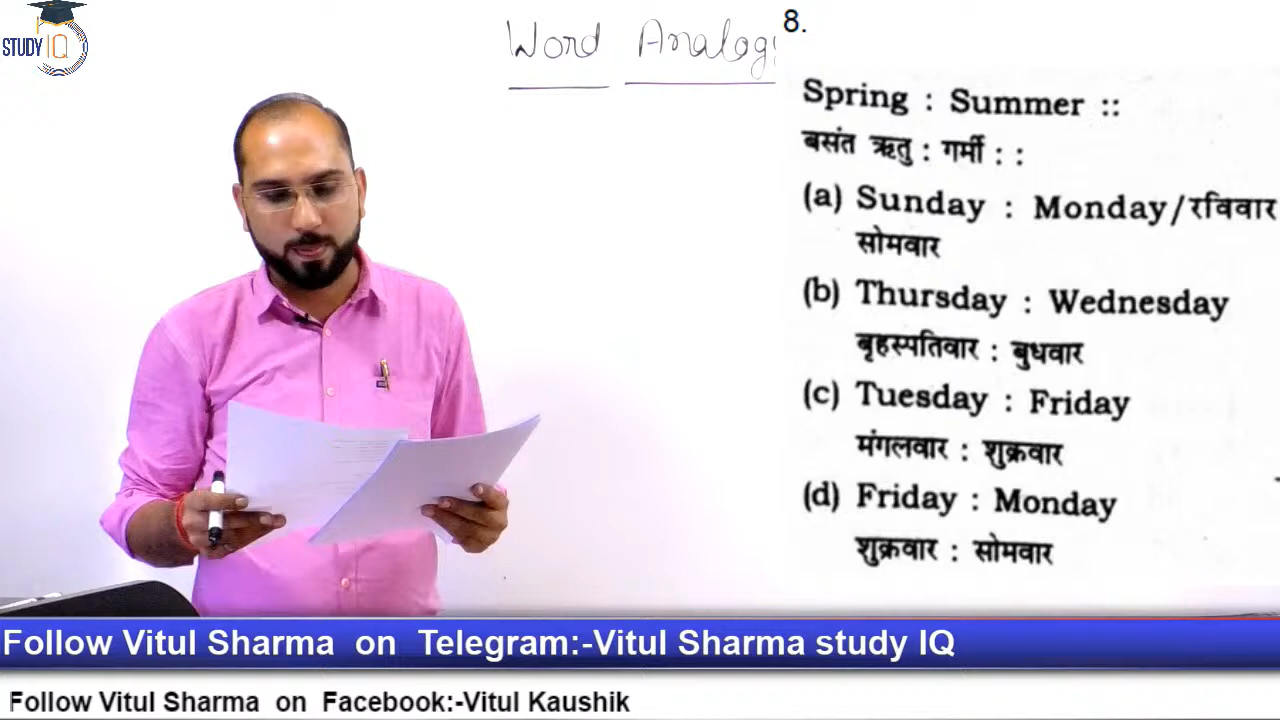 STUDY IQ
Word Analog
8.
Spring : Summer ::
बसंत ऋतु : गर्मी : :
(a) Sunday : Monday/रविवार
सोमवार
(b) Thursday : Wednesday
बृहस्पतिवार : बुधवार
(c) Tuesday : Friday
मंगलवार : शुक्रवार
(d) Friday : Monday
शुक्रवार : सोमवार
Follow Vitul Sharma on Telegram:-Vitul Sharma study IQ
Follow Vitul Sharma on Facebook:-Vitul Kaushik